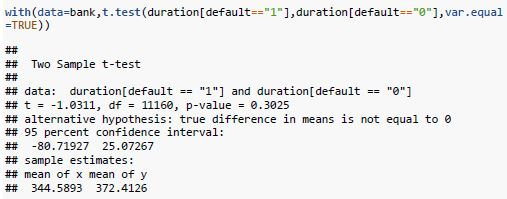 with(data=bank,t.test(duration[default=="1"],duration[default=="0"],var.equal
=TRUE))
##
##  Two Sample t-test
##
## data:  duration[default == "1"] and duration[default == "0"]
## t = -1.0311, df = 11160, p-value = 0.3025
## alternative hypothesis: true difference in means is not equal to 0
## 95 percent confidence interval:
##  -80.71927  25.07267
## sample estimates:
## mean of x mean of y
##  344.5893  372.4126